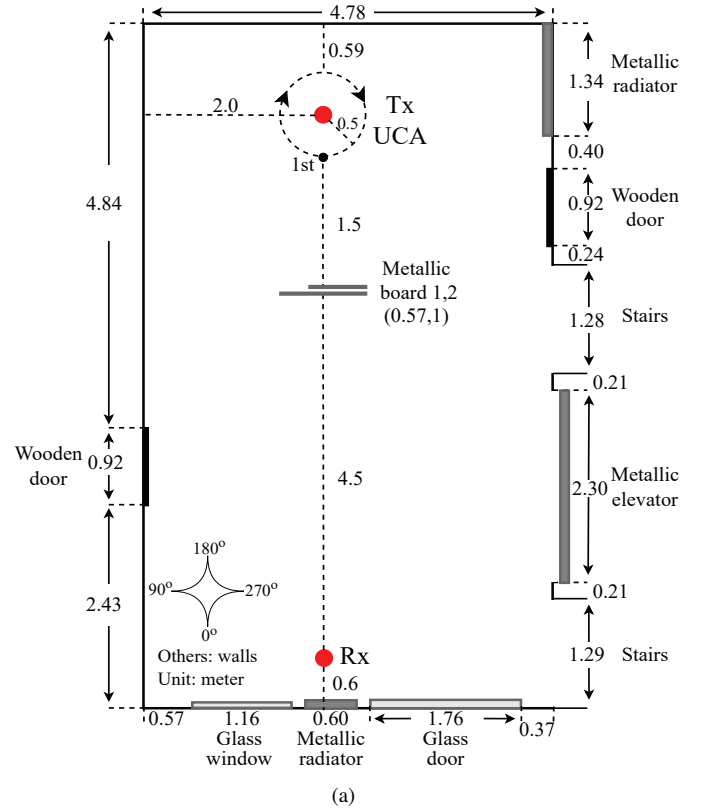 4.78
0.59
Metallic
radiator
1.34
Tx
UCA
2.0
0.5
1st
0.40
Wooden
door
0.92
0.24
4.84
1.5
Metallic
board 1,2
(0.57,1)
1.28
Stairs
0.21
Wooden
door
0.92
4.5
2.30
Metallic
elevator
180°
90°
270°
0°
0.21
2.43
Others: walls
Unit: meter
Rx
0.6
1.29
Stairs
0.57
1.16
0.60
1.76
0.37
Glass
window
Metallic
radiator
Glass
door
(a)